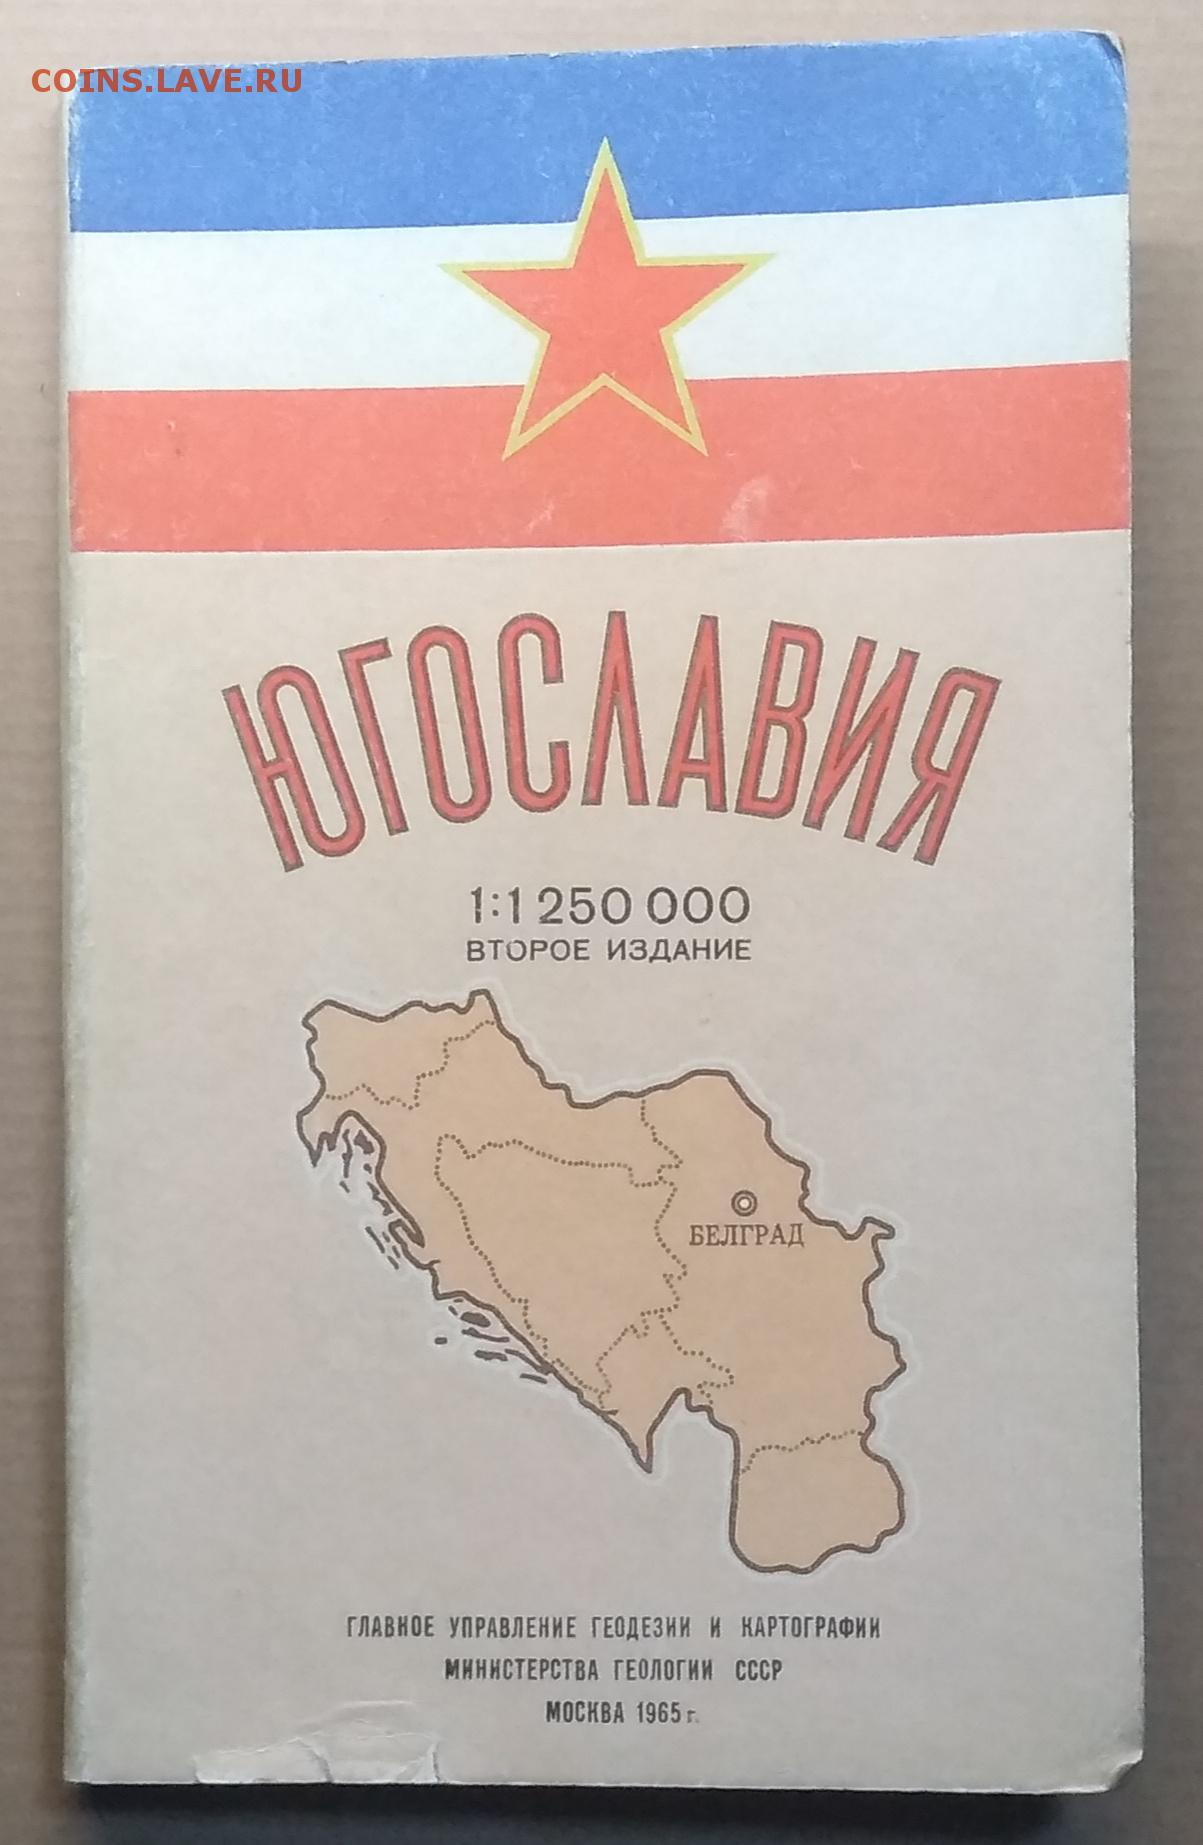 COINS.LAVE.RU
ЮГОСЛАВИЯ
1:1 250 000
ВТОРОЕ ИЗДАНИЕ
БЕЛГРАД
ГЛАВНОЕ УПРАВЛЕНИЕ ГЕОДЕЗИИ И КАРТОГРАФИИ
МИНИСТЕРСТВА ГЕОЛОГИИ СССР
МОСКВА 1965 г.